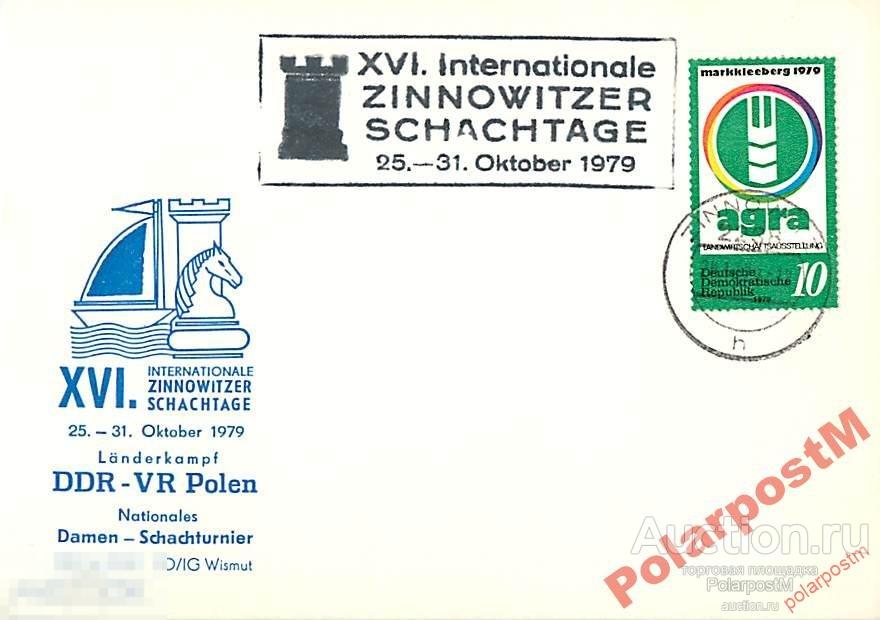 XVI. Internationale
ZINNOWITZER
SCHACHTAGE
25.—31. Oktober 1979
markkleeberg 1979
agra
LANDWIRTSCHAFTSAUSSTELLUNG
Deutsche
Demokratische
Republik
10
1979
h
XVI. INTERNATIONALE
ZINNOWITZER
SCHACHTAGE
25. – 31. Oktober 1979
Länderkampf
DDR - VR Polen
Nationales
Damen – Schachturnier
O/IG Wismut
PolarpostM
Auction.ru
торговая площадка
PolarpostM
auction.ru
polarpostm